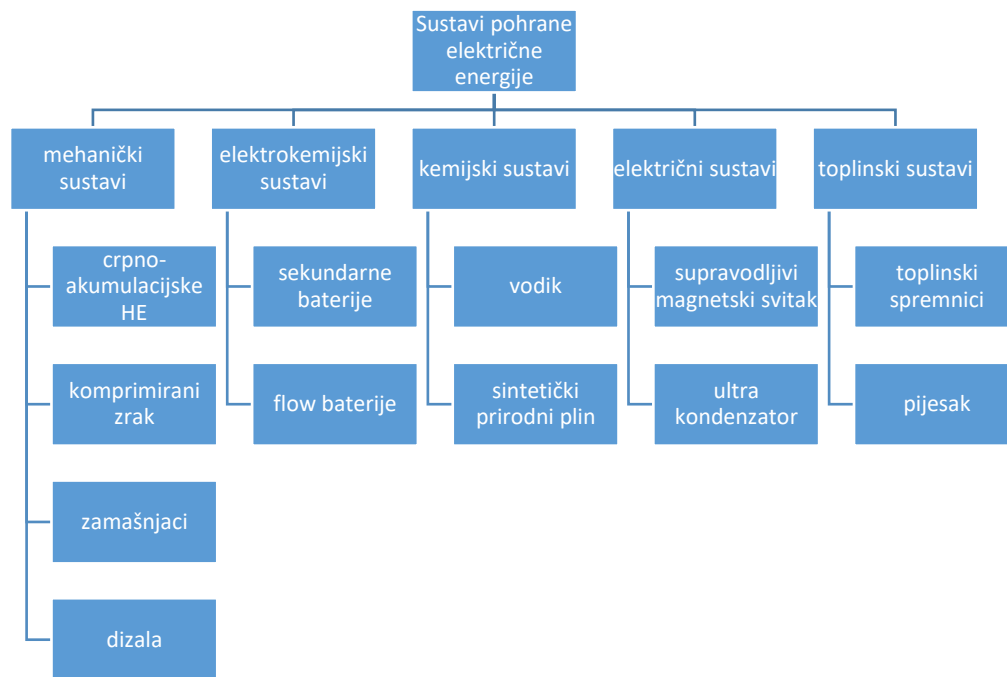 Sustavi pohrane
električne
energije
mehanički
sustavi
elektrokemijski
sustavi
kemijski sustavi
električni sustavi
toplinski sustavi
crpno-
akumulacijske
HE
sekundarne
baterije
vodik
supravodljivi
magnetski svitak
toplinski
spremnici
komprimirani
zrak
flow baterije
sintetički
prirodni plin
ultra
kondenzator
pijesak
zamašnjaci
dizala